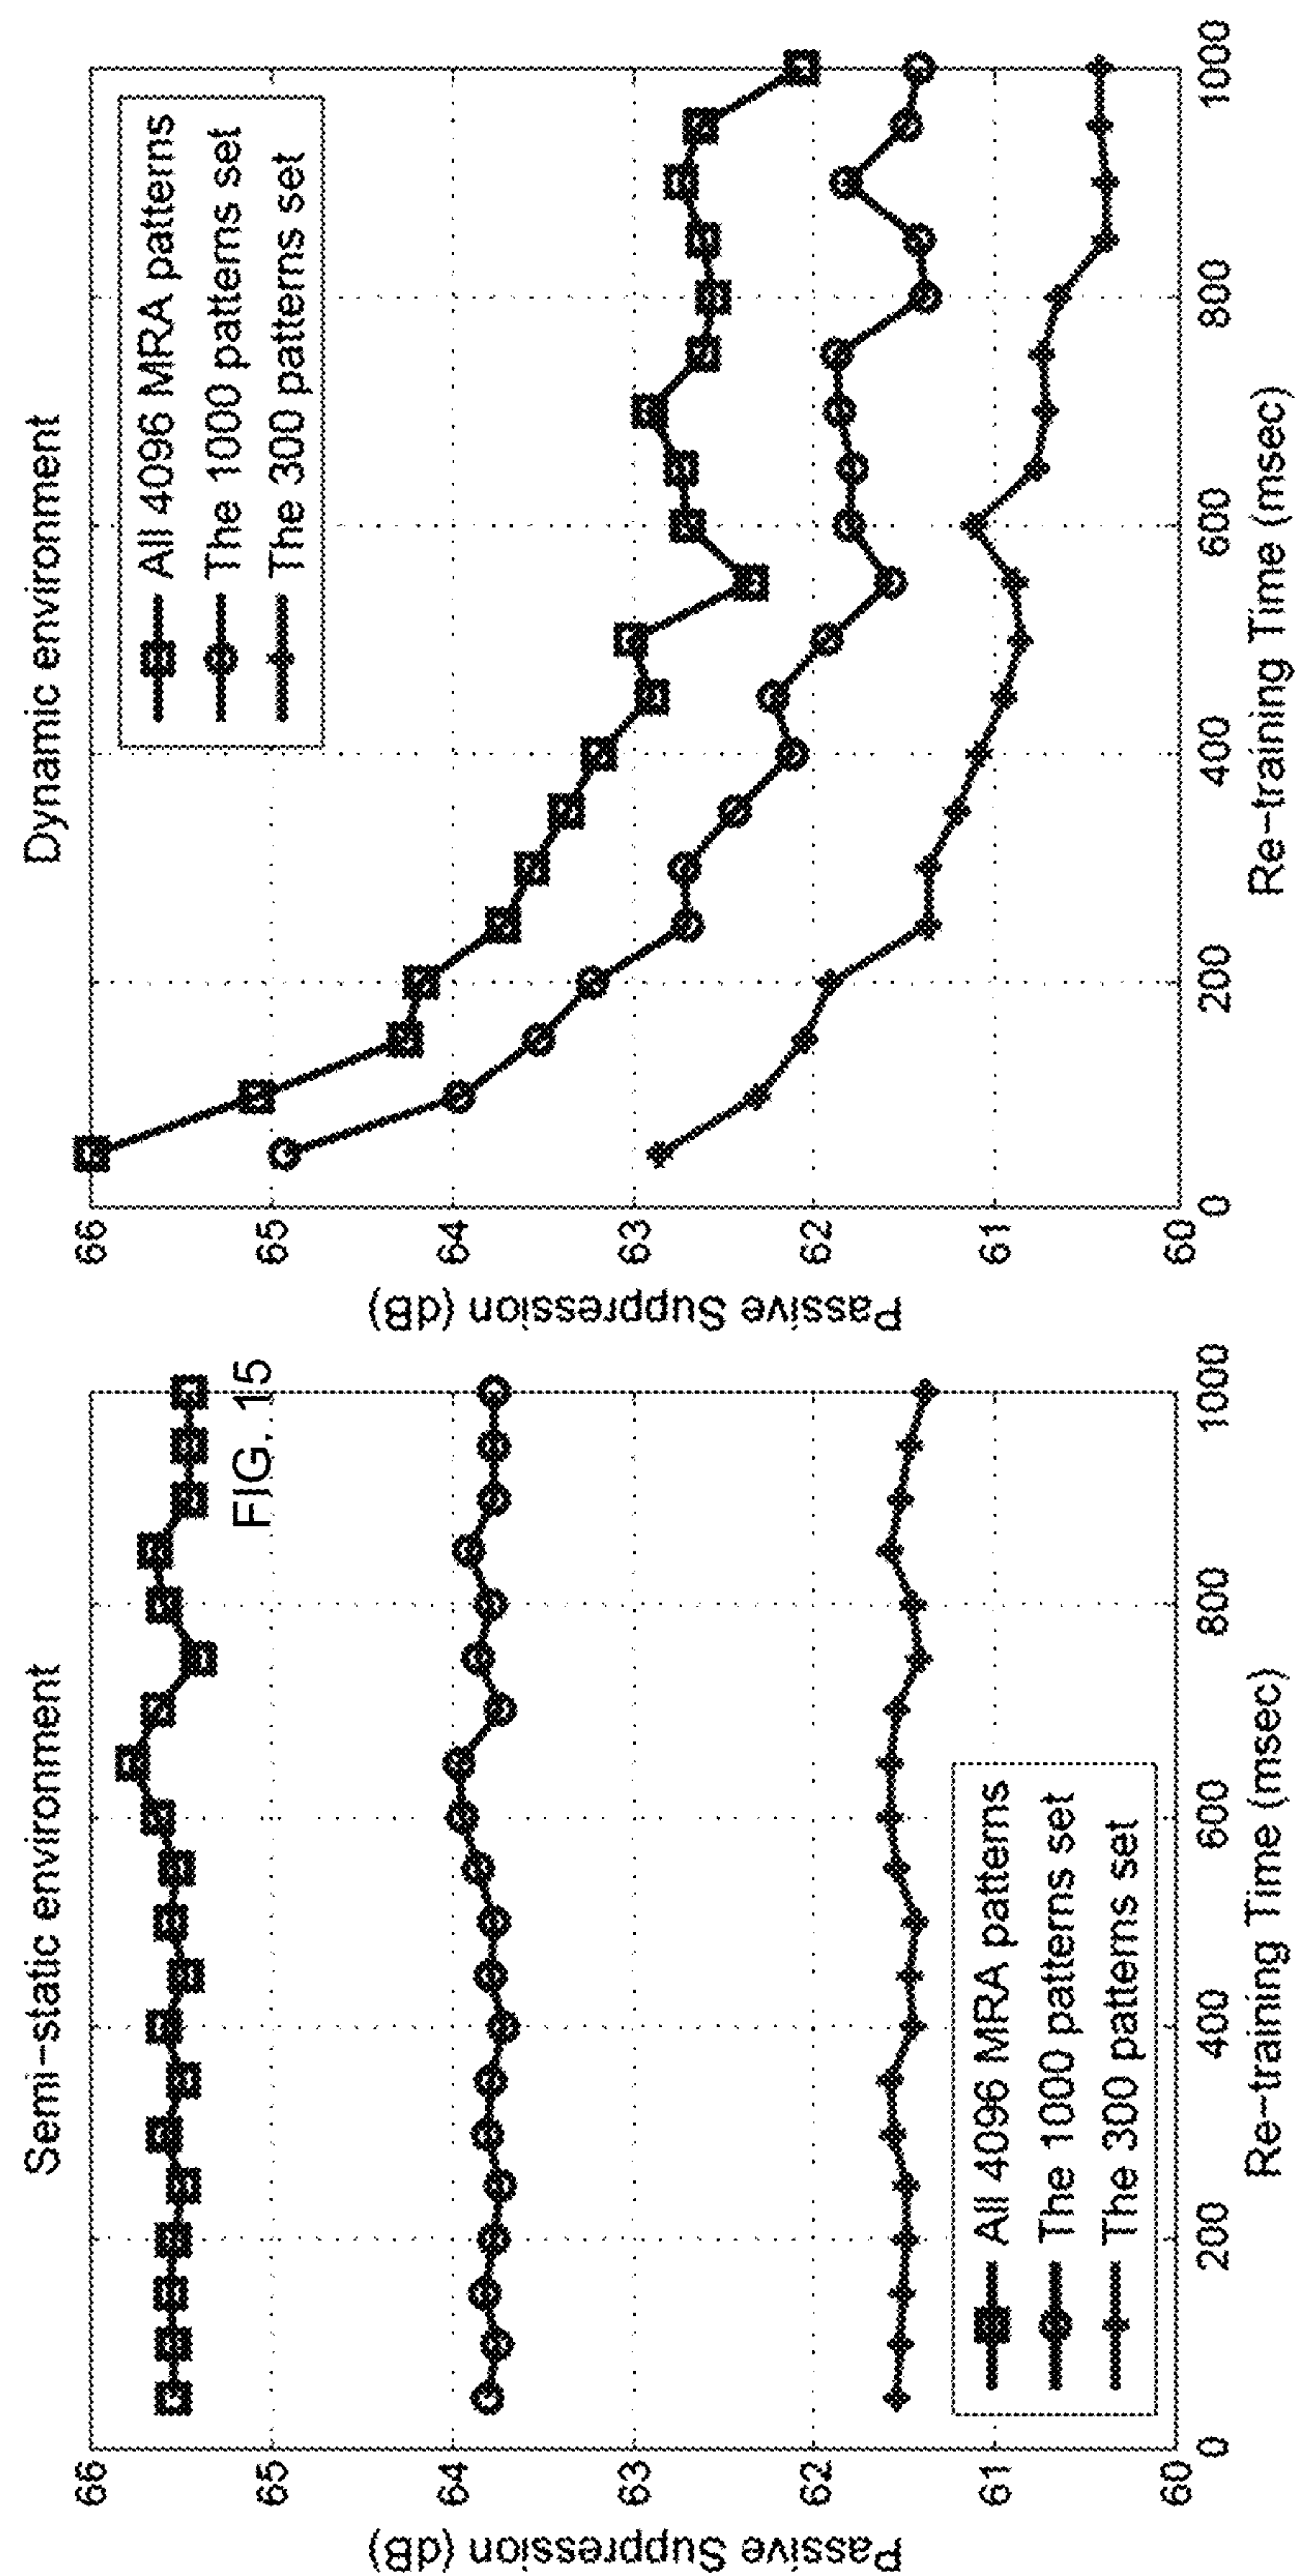 Semi-static environment
Passive Suppression (dB)
66
65
64
63
62
61
60
0
200
400
600
800
1000
Re-training Time (msec)
All 4096 MRA patterns
The 1000 patterns set
The 300 patterns set
FIG. 15
Dynamic environment
Passive Suppression (dB)
66
65
64
63
62
61
60
0
200
400
600
800
1000
Re-training Time (msec)
All 4096 MRA patterns
The 1000 patterns set
The 300 patterns set